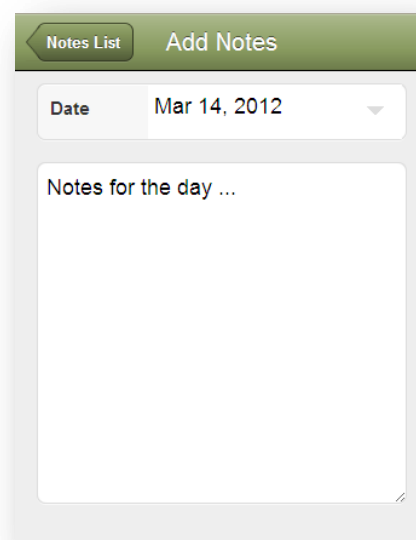 Notes List
Add Notes
Date
Mar 14, 2012
Notes for the day ...